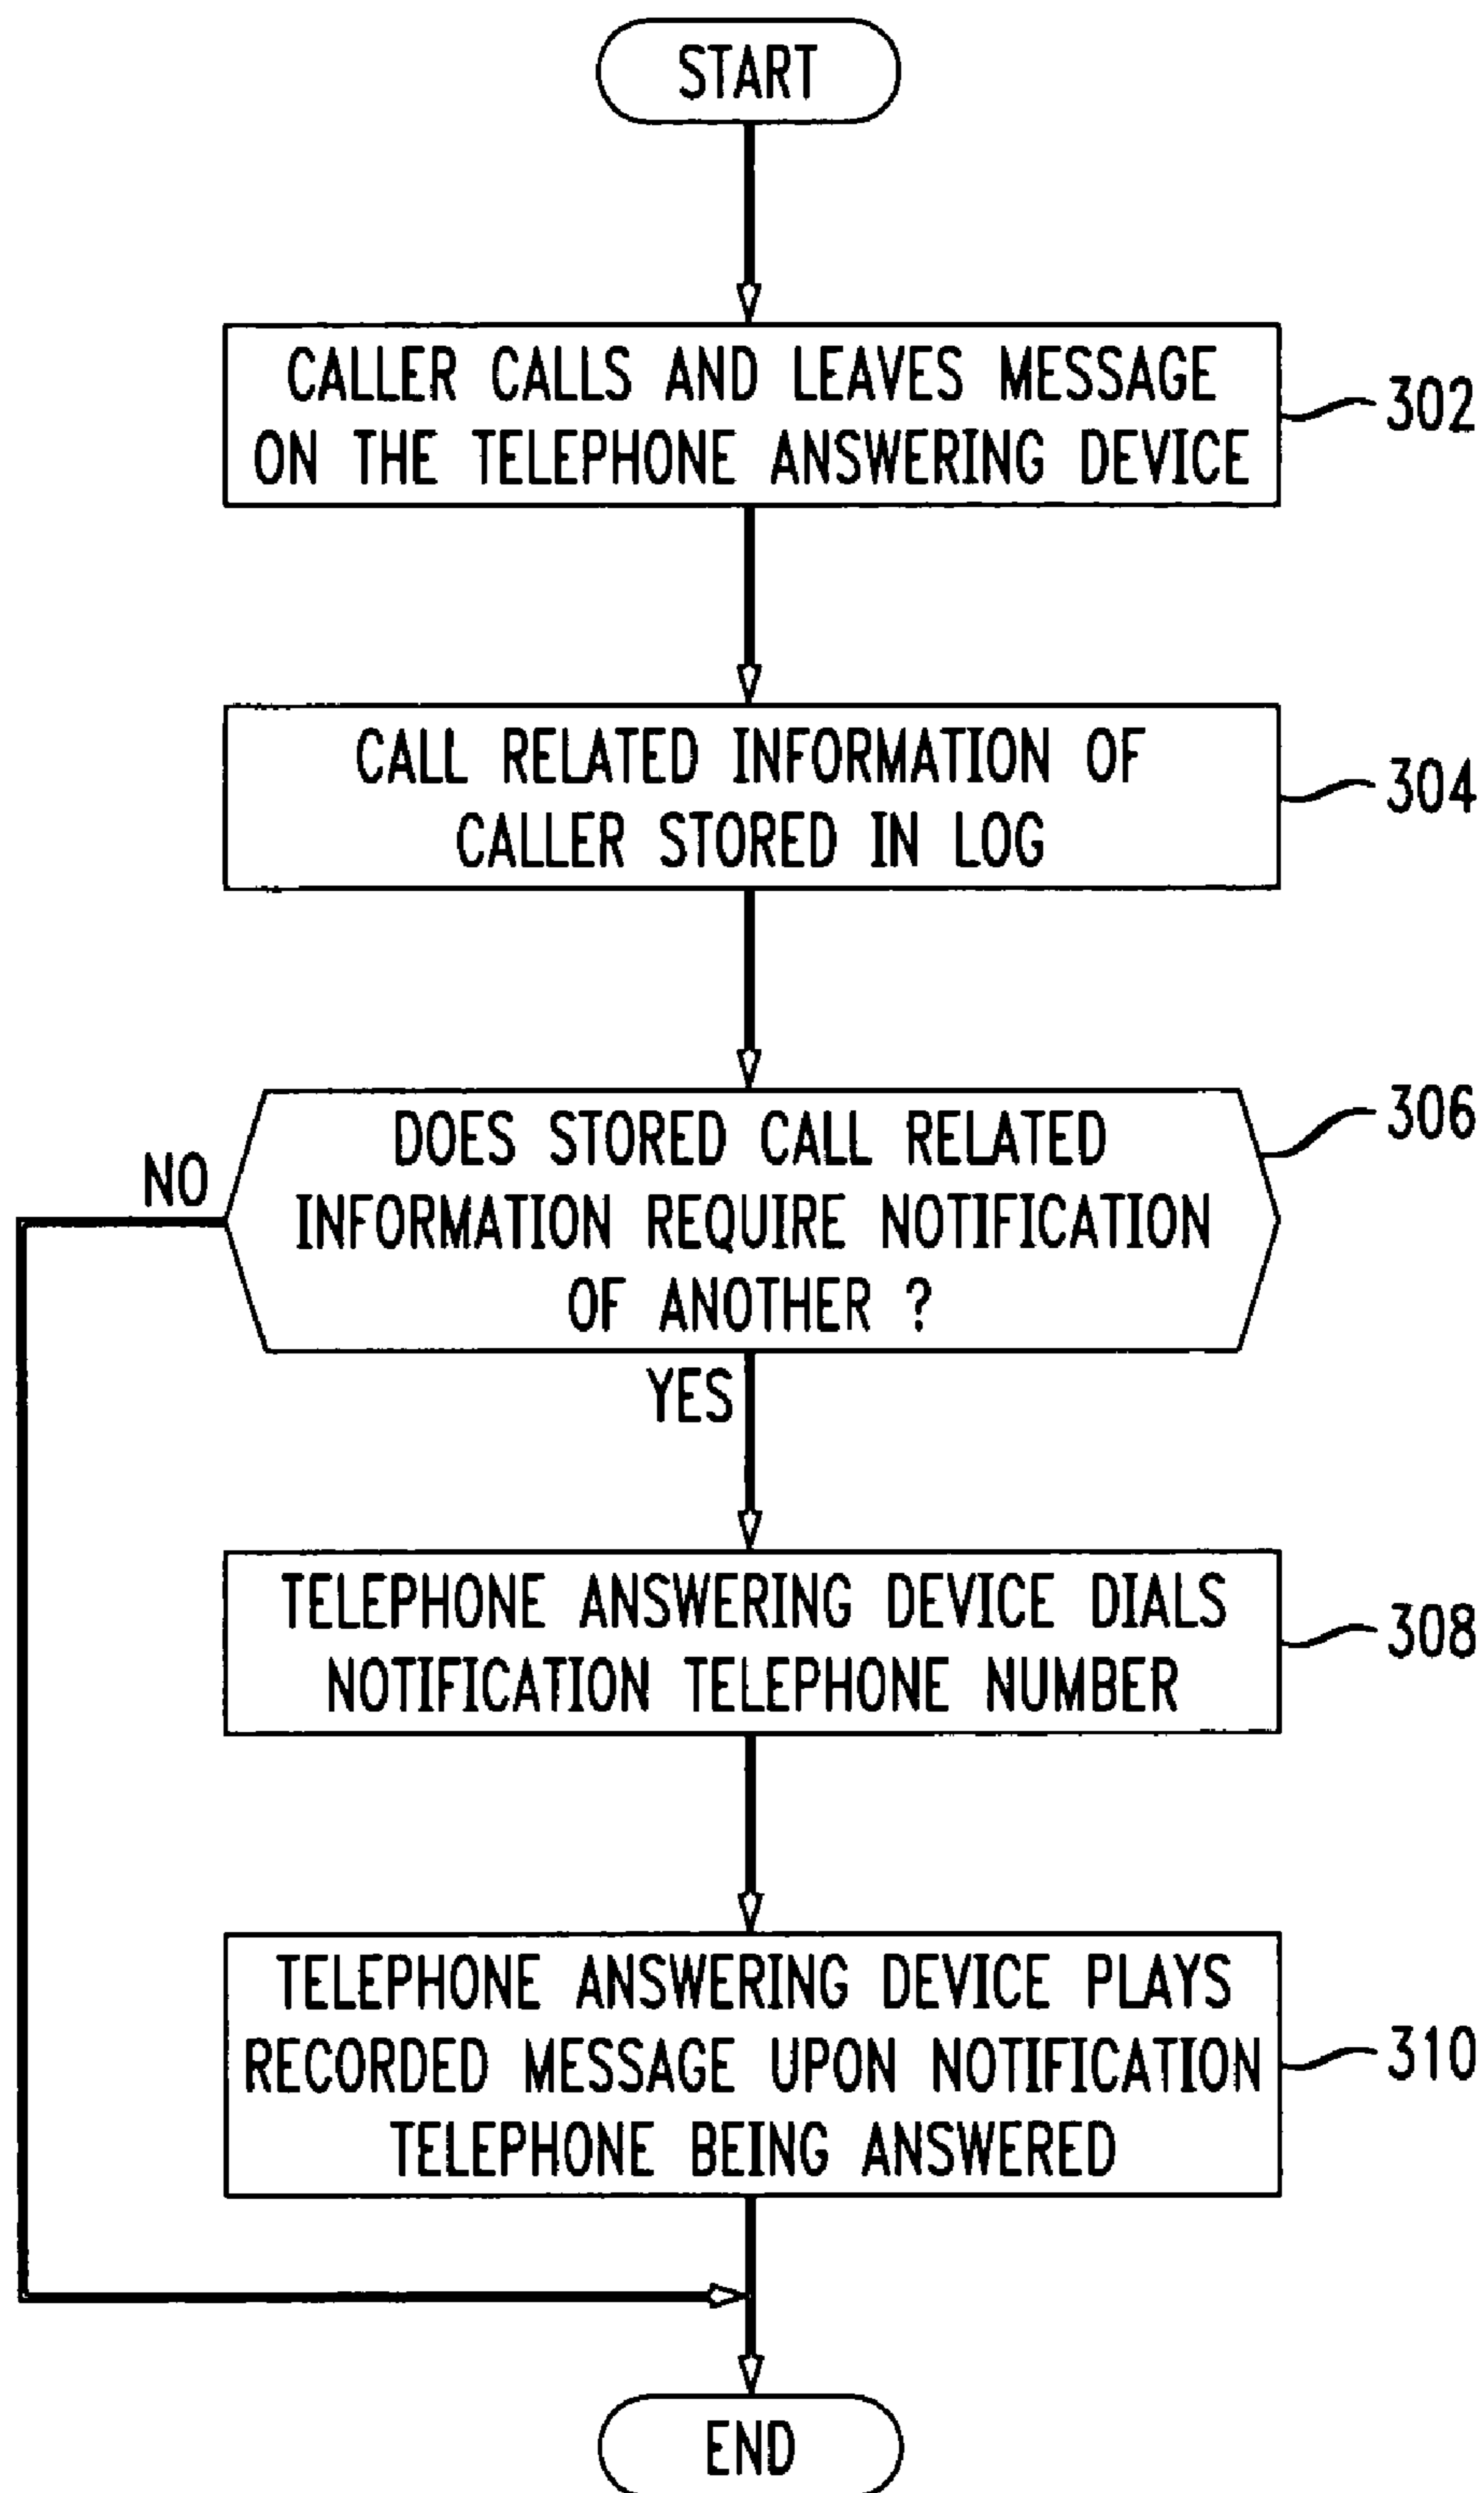 START
CALLER CALLS AND LEAVES MESSAGE
ON THE TELEPHONE ANSWERING DEVICE
302
CALL RELATED INFORMATION OF
CALLER STORED IN LOG
304
DOES STORED CALL RELATED
INFORMATION REQUIRE NOTIFICATION
OF ANOTHER ?
306
NO
YES
TELEPHONE ANSWERING DEVICE DIALS
NOTIFICATION TELEPHONE NUMBER
308
TELEPHONE ANSWERING DEVICE PLAYS
RECORDED MESSAGE UPON NOTIFICATION
TELEPHONE BEING ANSWERED
310
END